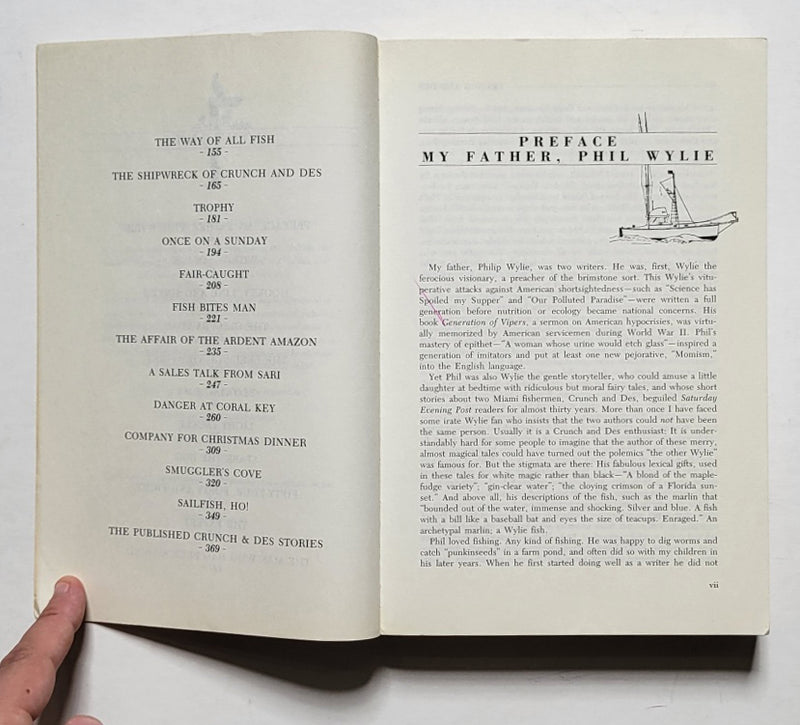 THE WAY OF ALL FISH
- 155 -
THE SHIPWRECK OF CRUNCH AND DES
- 165 -
TROPHY
- 181 -
ONCE ON A SUNDAY
- 194 -
FAIR-CAUGHT
- 208 -
FISH BITES MAN
- 221 -
THE AFFAIR OF THE ARDENT AMAZON
- 235 -
A SALES TALK FROM SARI
- 247 -
DANGER AT CORAL KEY
- 260 -
COMPANY FOR CHRISTMAS DINNER
- 309 -
SMUGGLER'S COVE
- 320 -
SAILFISH, HO!
- 349 -
THE PUBLISHED CRUNCH & DES STORIES
- 369 -
PREFACE
MY FATHER, PHIL WYLIE
My father, Philip Wylie, was two writers. He was, first, Wylie the
ferocious visionary, a preacher of the brimstone sort. This Wylie's vitu-
perative attacks against American shortsightedness—such as "Science has
Spoiled my Supper" and "Our Polluted Paradise"—were written a full
generation before nutrition or ecology became national concerns. His
book Generation of Vipers, a sermon on American hypocrisies, was virtu-
ally memorized by American servicemen during World War II. Phil's
mastery of epithet—"A woman whose urine would etch glass"—inspired a
generation of imitators and put at least one new pejorative, "Momism,"
into the English language.
Yet Phil was also Wylie the gentle storyteller, who could amuse a little
daughter at bedtime with ridiculous but moral fairy tales, and whose short
stories about two Miami fishermen, Crunch and Des, beguiled Saturday
Evening Post readers for almost thirty years. More than once I have faced
some irate Wylie fan who insists that the two authors could not have been
the same person. Usually it is a Crunch and Des enthusiast: It is under-
standably hard for some people to imagine that the author of these merry,
almost magical tales could have turned out the polemics "the other Wylie"
was famous for. But the stigmata are there: His fabulous lexical gifts, used
in these tales for white magic rather than black—"A blond of the maple-
fudge variety"; "gin-clear water"; "the cloying crimson of a Florida sun-
set." And above all, his descriptions of the fish, such as the marlin that
"bounded out of the water, immense and shocking. Silver and blue. A fish
with a bill like a baseball bat and eyes the size of teacups. Enraged." An
archetypal marlin; a Wylie fish.
Phil loved fishing. Any kind of fishing. He was happy to dig worms and
catch "punkinseeds" in a farm pond, and often did so with my children in
his later years. When he first started doing well as a writer he did not
vii